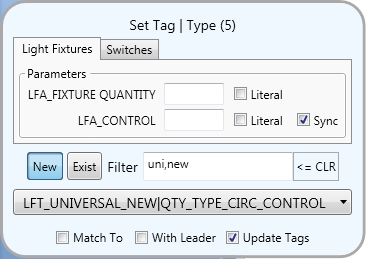 Set Tag | Type (5)
Light Fixtures Switches
Parameters
LFA_FIXTURE QUANTITY Literal
LFA_CONTROL Literal Sync
New Exist Filter uni,new <= CLR
LFT_UNIVERSAL_NEW|QTY_TYPE_CIRC_CONTROL
Match To With Leader Update Tags